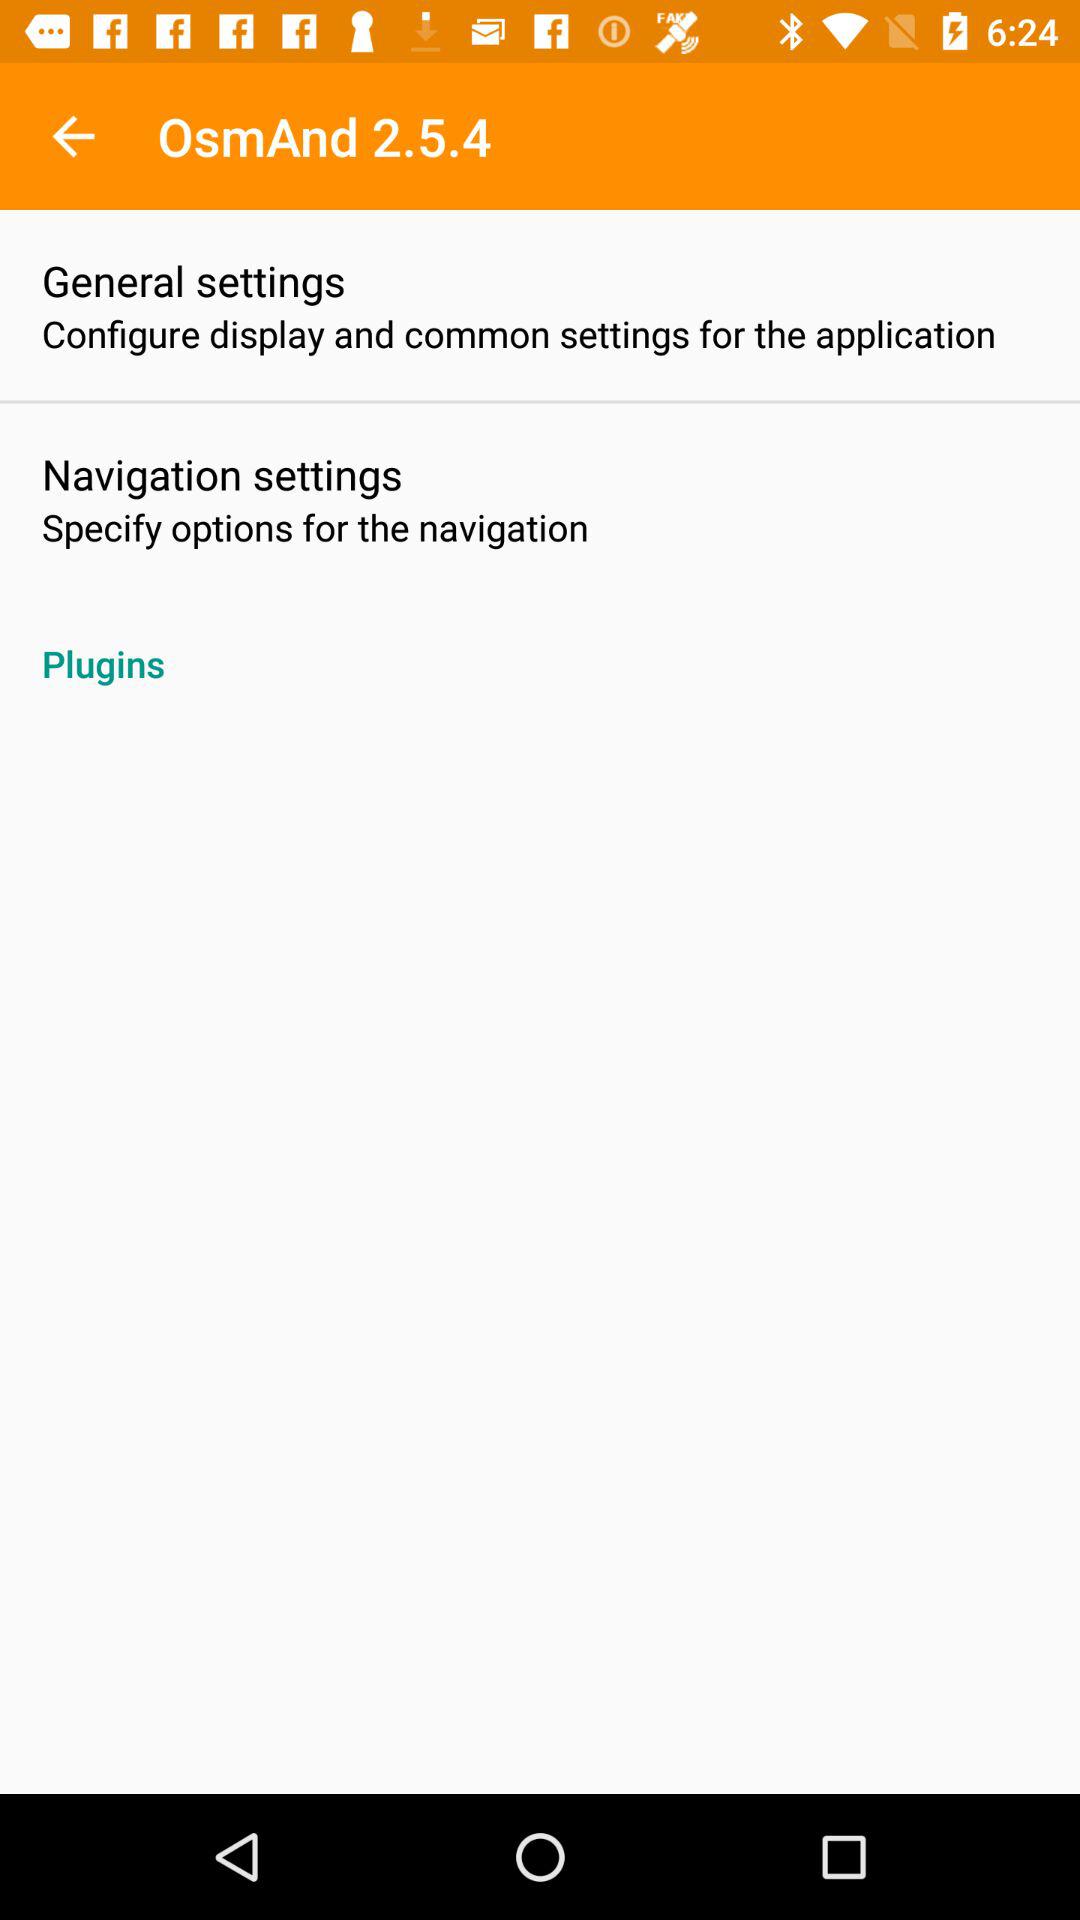 FAKE
6:24
OsmAnd 2.5.4
General settings
Configure display and common settings for the application
Navigation settings
Specify options for the navigation
Plugins